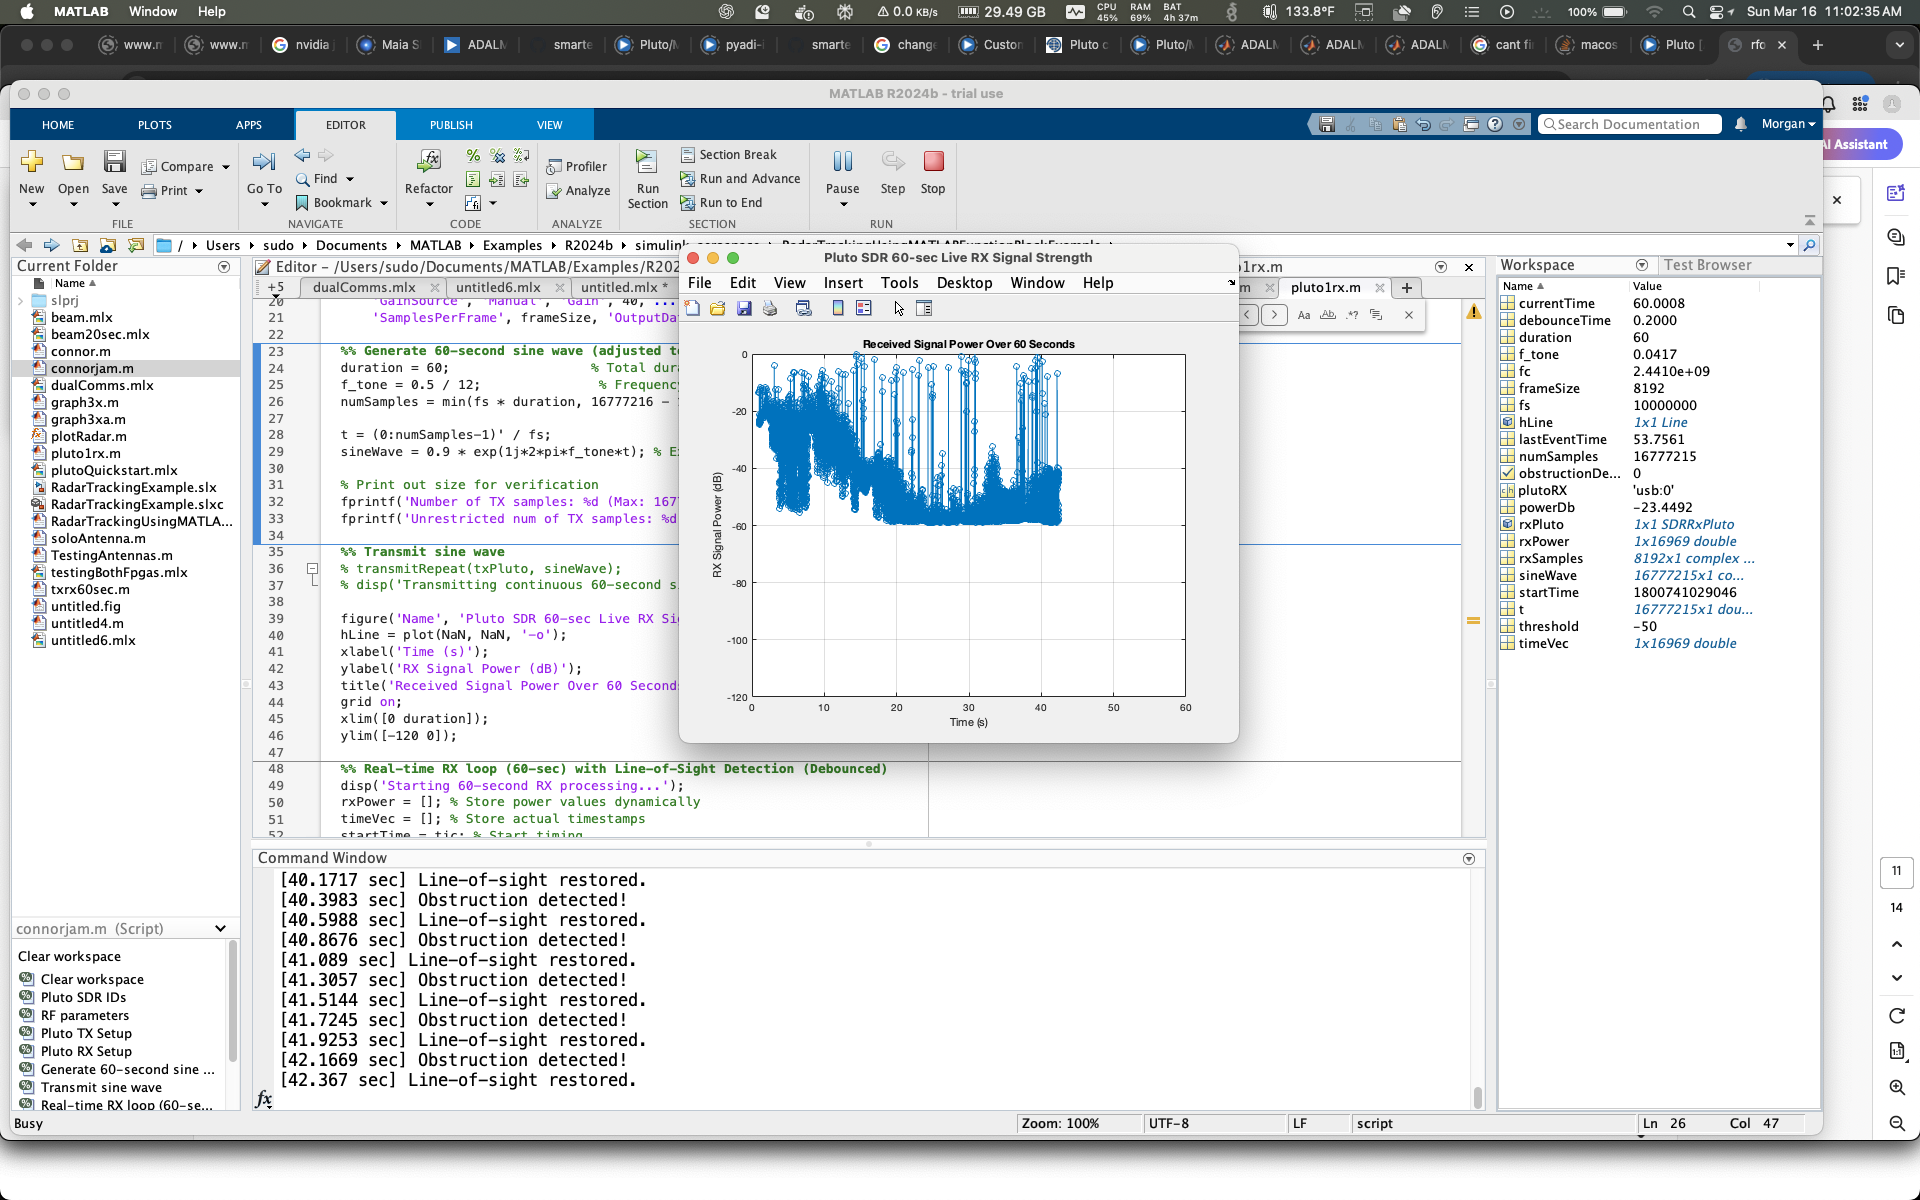 MATLAB Window Help
0.0 KB/s 29.49 GB CPU 45% RAM 69% BAT 4h 37m 133.8°F 100% Sun Mar 16 11:02:35 AM
www.n www.n nvidia Maia S ADALM smarte Pluto/M pyadi- smarte change Custon Pluto c Pluto/M ADALM ADALM ADALM cant fi macos Pluto [ rfc
MATLAB R2024b - trial use
HOME PLOTS APPS EDITOR PUBLISH VIEW
Search Documentation Morgan
AI Assistant
New Open Save Compare Print
Go To Find Bookmark
Refactor
Profiler Analyze
Run Section Section Break Run and Advance Run to End
Pause Step Stop
FILE NAVIGATE CODE ANALYZE SECTION RUN
/ Users sudo Documents MATLAB Examples R2024b
Current Folder
Name
slprj
beam.mlx
beam20sec.mlx
connor.m
connorjam.m
dualComms.mlx
graph3x.m
graph3xa.m
plotRadar.m
pluto1rx.m
plutoQuickstart.mlx
RadarTrackingExample.slx
RadarTrackingExample.slxc
RadarTrackingUsingMATLA...
soloAntenna.m
TestingAntennas.m
testingBothFpgas.mlx
txrx60sec.m
untitled.fig
untitled4.m
untitled6.mlx
connorjam.m (Script)
Clear workspace
Clear workspace
Pluto SDR IDs
RF parameters
Pluto TX Setup
Pluto RX Setup
Generate 60-second sine ...
Transmit sine wave
Real-time RX loop (60-se...
Editor - /Users/sudo/Documents/MATLAB/Examples/R202
o1rx.m
+5 dualComms.mlx untitled6.mlx untitled.mlx *
m pluto1rx.m
20 'GainSource', 'Manual', 'Gain', 40, ...
21 'SamplesPerFrame', frameSize, 'OutputDa
22
23 %% Generate 60-second sine wave (adjusted t
24 duration = 60; % Total dur
25 f_tone = 0.5 / 12; % Frequency
26 numSamples = min(fs * duration, 16777216 -
27
28 t = (0:numSamples-1)' / fs;
29 sineWave = 0.9 * exp(1j*2*pi*f_tone*t); % E
30
31 % Print out size for verification
32 fprintf('Number of TX samples: %d (Max: 167
33 fprintf('Unrestricted num of TX samples: %d
34
35 %% Transmit sine wave
36 % transmitRepeat(txPluto, sineWave);
37 % disp('Transmitting continuous 60-second s
38
39 figure('Name', 'Pluto SDR 60-sec Live RX Si
40 hLine = plot(NaN, NaN, '-o');
41 xlabel('Time (s)');
42 ylabel('RX Signal Power (dB)');
43 title('Received Signal Power Over 60 Second
44 grid on;
45 xlim([0 duration]);
46 ylim([-120 0]);
47
48 %% Real-time RX loop (60-sec) with Line-of-Sight Detection (Debounced)
49 disp('Starting 60-second RX processing...');
50 rxPower = []; % Store power values dynamically
51 timeVec = []; % Store actual timestamps
52 startTime = tic; % Start timing
Pluto SDR 60-sec Live RX Signal Strength
File Edit View Insert Tools Desktop Window Help
Received Signal Power Over 60 Seconds
RX Signal Power (dB)
0
-20
-40
-60
-80
-100
-120
0 10 20 30 40 50 60
Time (s)
Command Window
[40.1717 sec] Line-of-sight restored.
[40.3983 sec] Obstruction detected!
[40.5988 sec] Line-of-sight restored.
[40.8676 sec] Obstruction detected!
[41.089 sec] Line-of-sight restored.
[41.3057 sec] Obstruction detected!
[41.5144 sec] Line-of-sight restored.
[41.7245 sec] Obstruction detected!
[41.9253 sec] Line-of-sight restored.
[42.1669 sec] Obstruction detected!
[42.367 sec] Line-of-sight restored.
fx
Workspace Test Browser
Name Value
currentTime 60.0008
debounceTime 0.2000
duration 60
f_tone 0.0417
fc 2.4410e+09
frameSize 8192
fs 10000000
hLine 1x1 Line
lastEventTime 53.7561
numSamples 16777215
obstructionDe... 0
plutoRX 'usb:0'
powerDb -23.4492
rxPluto 1x1 SDRRxPluto
rxPower 1x16969 double
rxSamples 8192x1 complex ...
sineWave 16777215x1 co...
startTime 1800741029046
t 16777215x1 dou...
threshold -50
timeVec 1x16969 double
11
14
Busy Zoom: 100% UTF-8 LF script Ln 26 Col 47